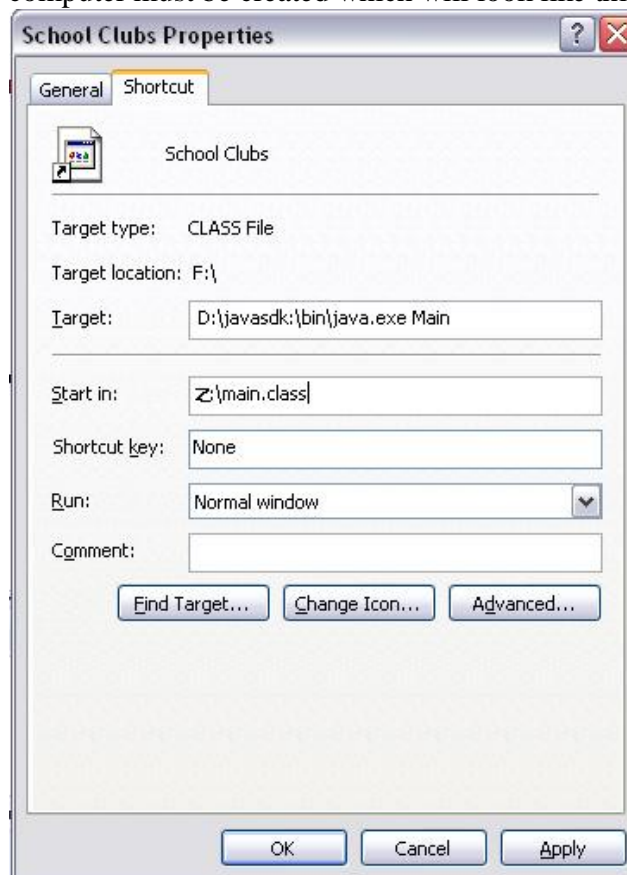 School Clubs Properties
General Shortcut
School Clubs
Target type: CLASS File
Target location: F:\
Target: D:\javasdk:\bin\java.exe Main
Start in: Z:\main.class
Shortcut key: None
Run: Normal window
Comment:
Find Target... Change Icon... Advanced...
OK Cancel Apply